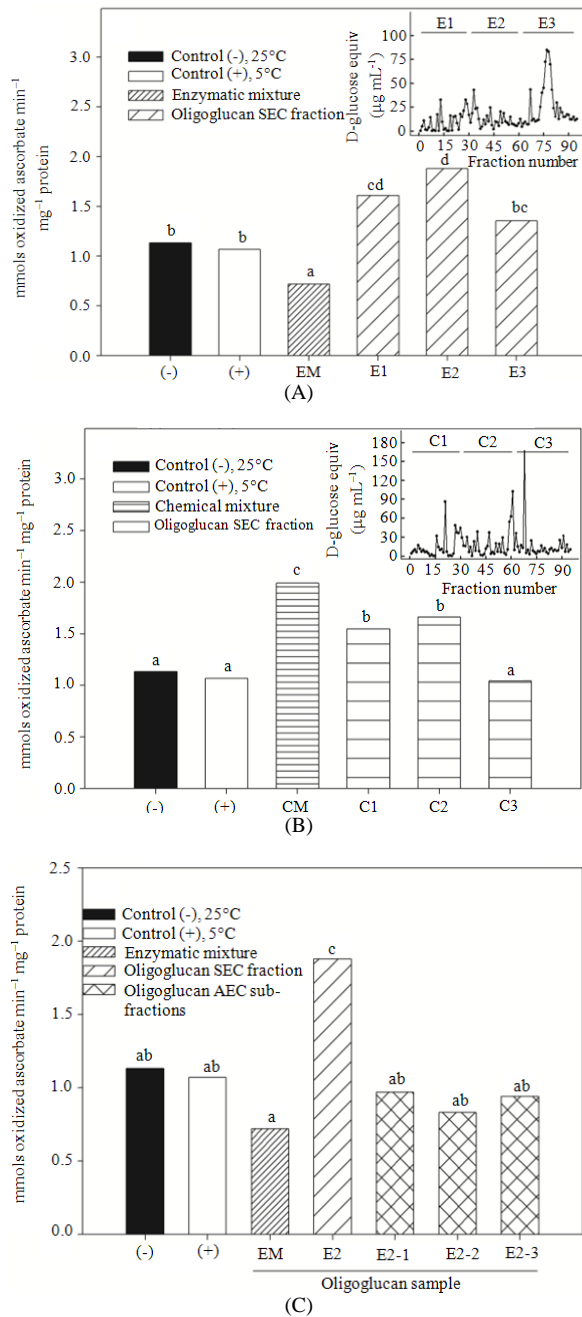 3.0
2.5
2.0
1.5
1.0
0.5
0.0
mmols oxidized ascorbate min⁻¹
mg⁻¹ protein
Control (-), 25°C
Control (+), 5°C
Enzymatic mixture
Oligoglucan SEC fraction
E1 E2 E3
100
75
50
25
0
D-glucose equiv
(µg mL⁻¹)
0 15 30 45 60 75 90
Fraction number
b b a cd d bc
(-) (+) EM E1 E2 E3
(A)
3.0
2.5
2.0
1.5
1.0
0.5
0.0
mmols oxidized ascorbate min⁻¹ mg⁻¹ protein
Control (-), 25°C
Control (+), 5°C
Chemical mixture
Oligoglucan SEC fraction
C1 C2 C3
180
150
120
90
60
30
0
D-glucose equiv
(µg mL⁻¹)
0 15 30 45 60 75 90
Fraction number
a a c b b a
(-) (+) CM C1 C2 C3
(B)
2.5
2.0
1.5
1.0
0.5
0.0
mmols oxidized ascorbate min⁻¹ mg⁻¹ protein
Control (-), 25°C
Control (+), 5°C
Enzymatic mixture
Oligoglucan SEC fraction
Oligoglucan AEC sub-
fractions
ab ab a c ab ab ab
(-) (+) EM E2 E2-1 E2-2 E2-3
Oligoglucan sample
(C)